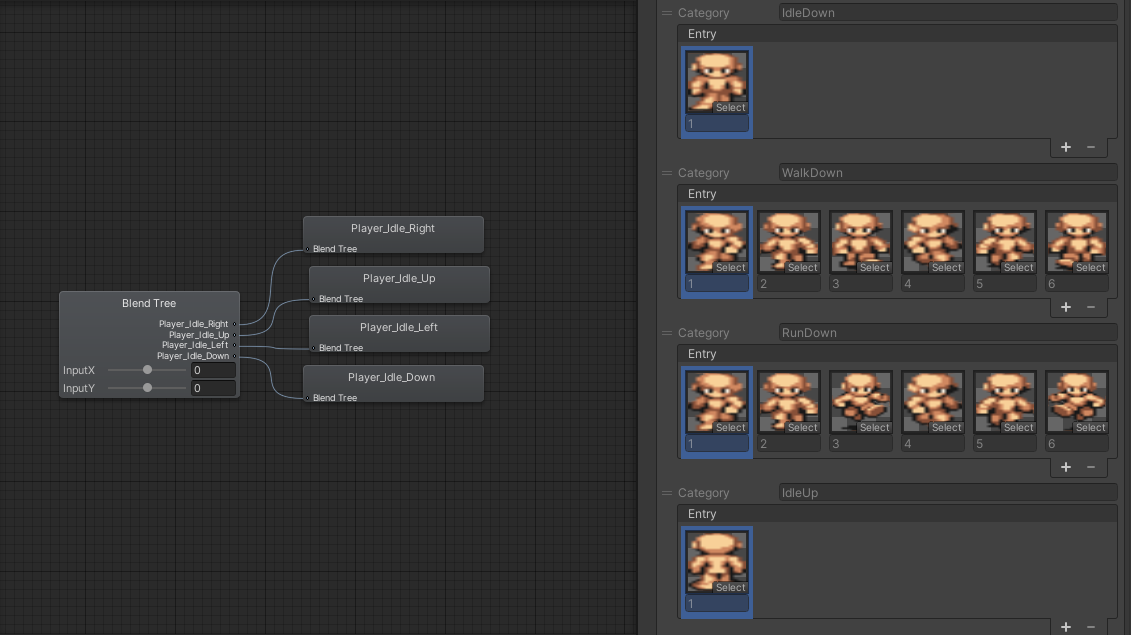 Player_Idle_Right
Blend Tree
Player_Idle_Up
Blend Tree
Blend Tree
Player_Idle_Right
Player_Idle_Up
Player_Idle_Left
Player_Idle_Down
InputX 0
InputY 0
Player_Idle_Left
Blend Tree
Player_Idle_Down
Blend Tree
Category IdleDown
Entry
Select
1
+ −
Category WalkDown
Entry
Select Select Select Select Select Select
1 2 3 4 5 6
+ −
Category RunDown
Entry
Select Select Select Select Select Select
1 2 3 4 5 6
+ −
Category IdleUp
Entry
Select
1
+ −